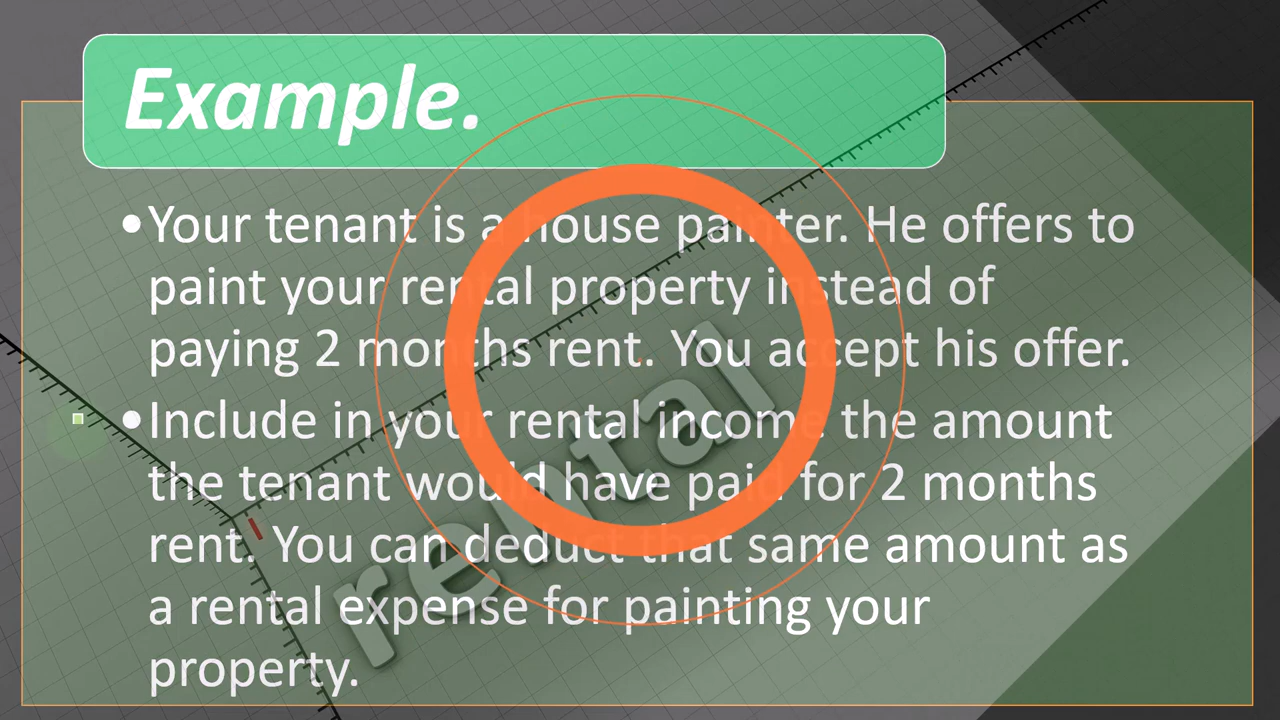 Example.
•Your tenant is a house painter. He offers to
paint your rental property instead of
paying 2 months rent. You accept his offer.
•Include in your rental income the amount
the tenant would have paid for 2 months
rent. You can deduct that same amount as
a rental expense for painting your
property.
rental